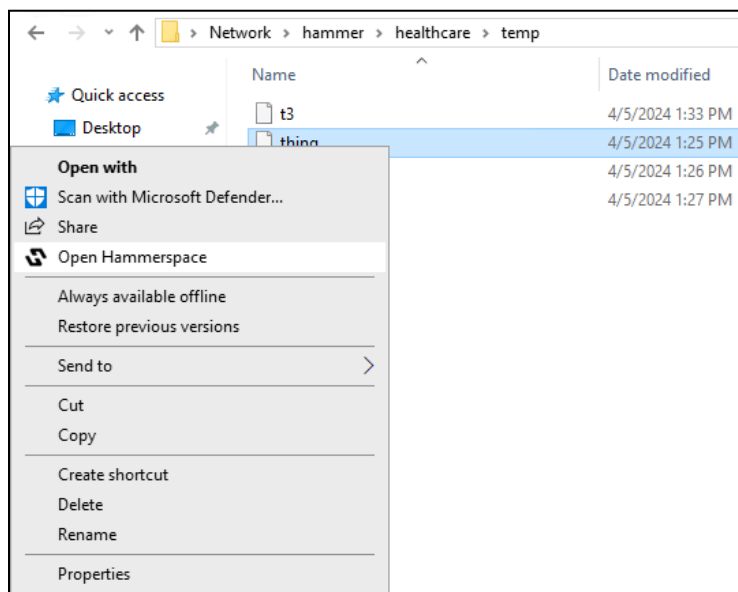 Network > hammer > healthcare > temp
Name
Date modified
Quick access
Desktop
t3
4/5/2024 1:33 PM
thing
4/5/2024 1:25 PM
4/5/2024 1:26 PM
4/5/2024 1:27 PM
Open with
Scan with Microsoft Defender...
Share
Open Hammerspace
Always available offline
Restore previous versions
Send to
Cut
Copy
Create shortcut
Delete
Rename
Properties